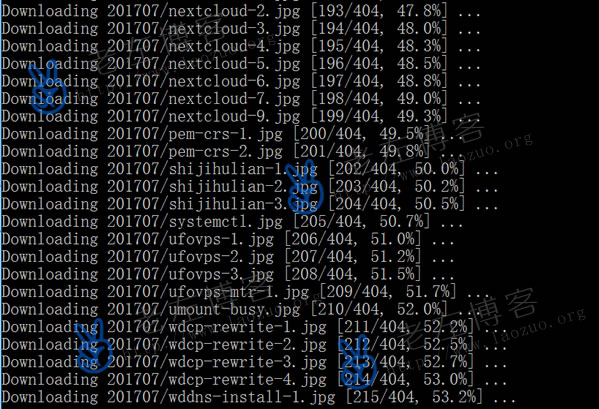 Downloading 201707/nextcloud-2.jpg [193/404, 47.8%] ...
Downloading 201707/nextcloud-3.jpg [194/404, 48.0%] ...
Downloading 201707/nextcloud-4.jpg [195/404, 48.3%] ...
Downloading 201707/nextcloud-5.jpg [196/404, 48.5%] ...
Downloading 201707/nextcloud-6.jpg [197/404, 48.8%] ...
Downloading 201707/nextcloud-7.jpg [198/404, 49.0%] ...
Downloading 201707/nextcloud-9.jpg [199/404, 49.3%] ...
Downloading 201707/pem-crs-1.jpg [200/404, 49.5%] ...
Downloading 201707/pem-crs-2.jpg [201/404, 49.8%] ...
Downloading 201707/shijihulian-1.jpg [202/404, 50.0%] ...
Downloading 201707/shijihulian-2.jpg [203/404, 50.2%] ...
Downloading 201707/shijihulian-3.jpg [204/404, 50.5%] ...
Downloading 201707/systemctl.jpg [205/404, 50.7%] ...
Downloading 201707/ufovps-1.jpg [206/404, 51.0%] ...
Downloading 201707/ufovps-2.jpg [207/404, 51.2%] ...
Downloading 201707/ufovps-3.jpg [208/404, 51.5%] ...
Downloading 201707/ufovps-mtr-1.jpg [209/404, 51.7%] ...
Downloading 201707/umount-busy.jpg [210/404, 52.0%] ...
Downloading 201707/wdcp-rewrite-1.jpg [211/404, 52.2%] ...
Downloading 201707/wdcp-rewrite-2.jpg [212/404, 52.5%] ...
Downloading 201707/wdcp-rewrite-3.jpg [213/404, 52.7%] ...
Downloading 201707/wdcp-rewrite-4.jpg [214/404, 53.0%] ...
Downloading 201707/wddns-install-1.jpg [215/404, 53.2%] ...
老左博客
www.laozuo.org